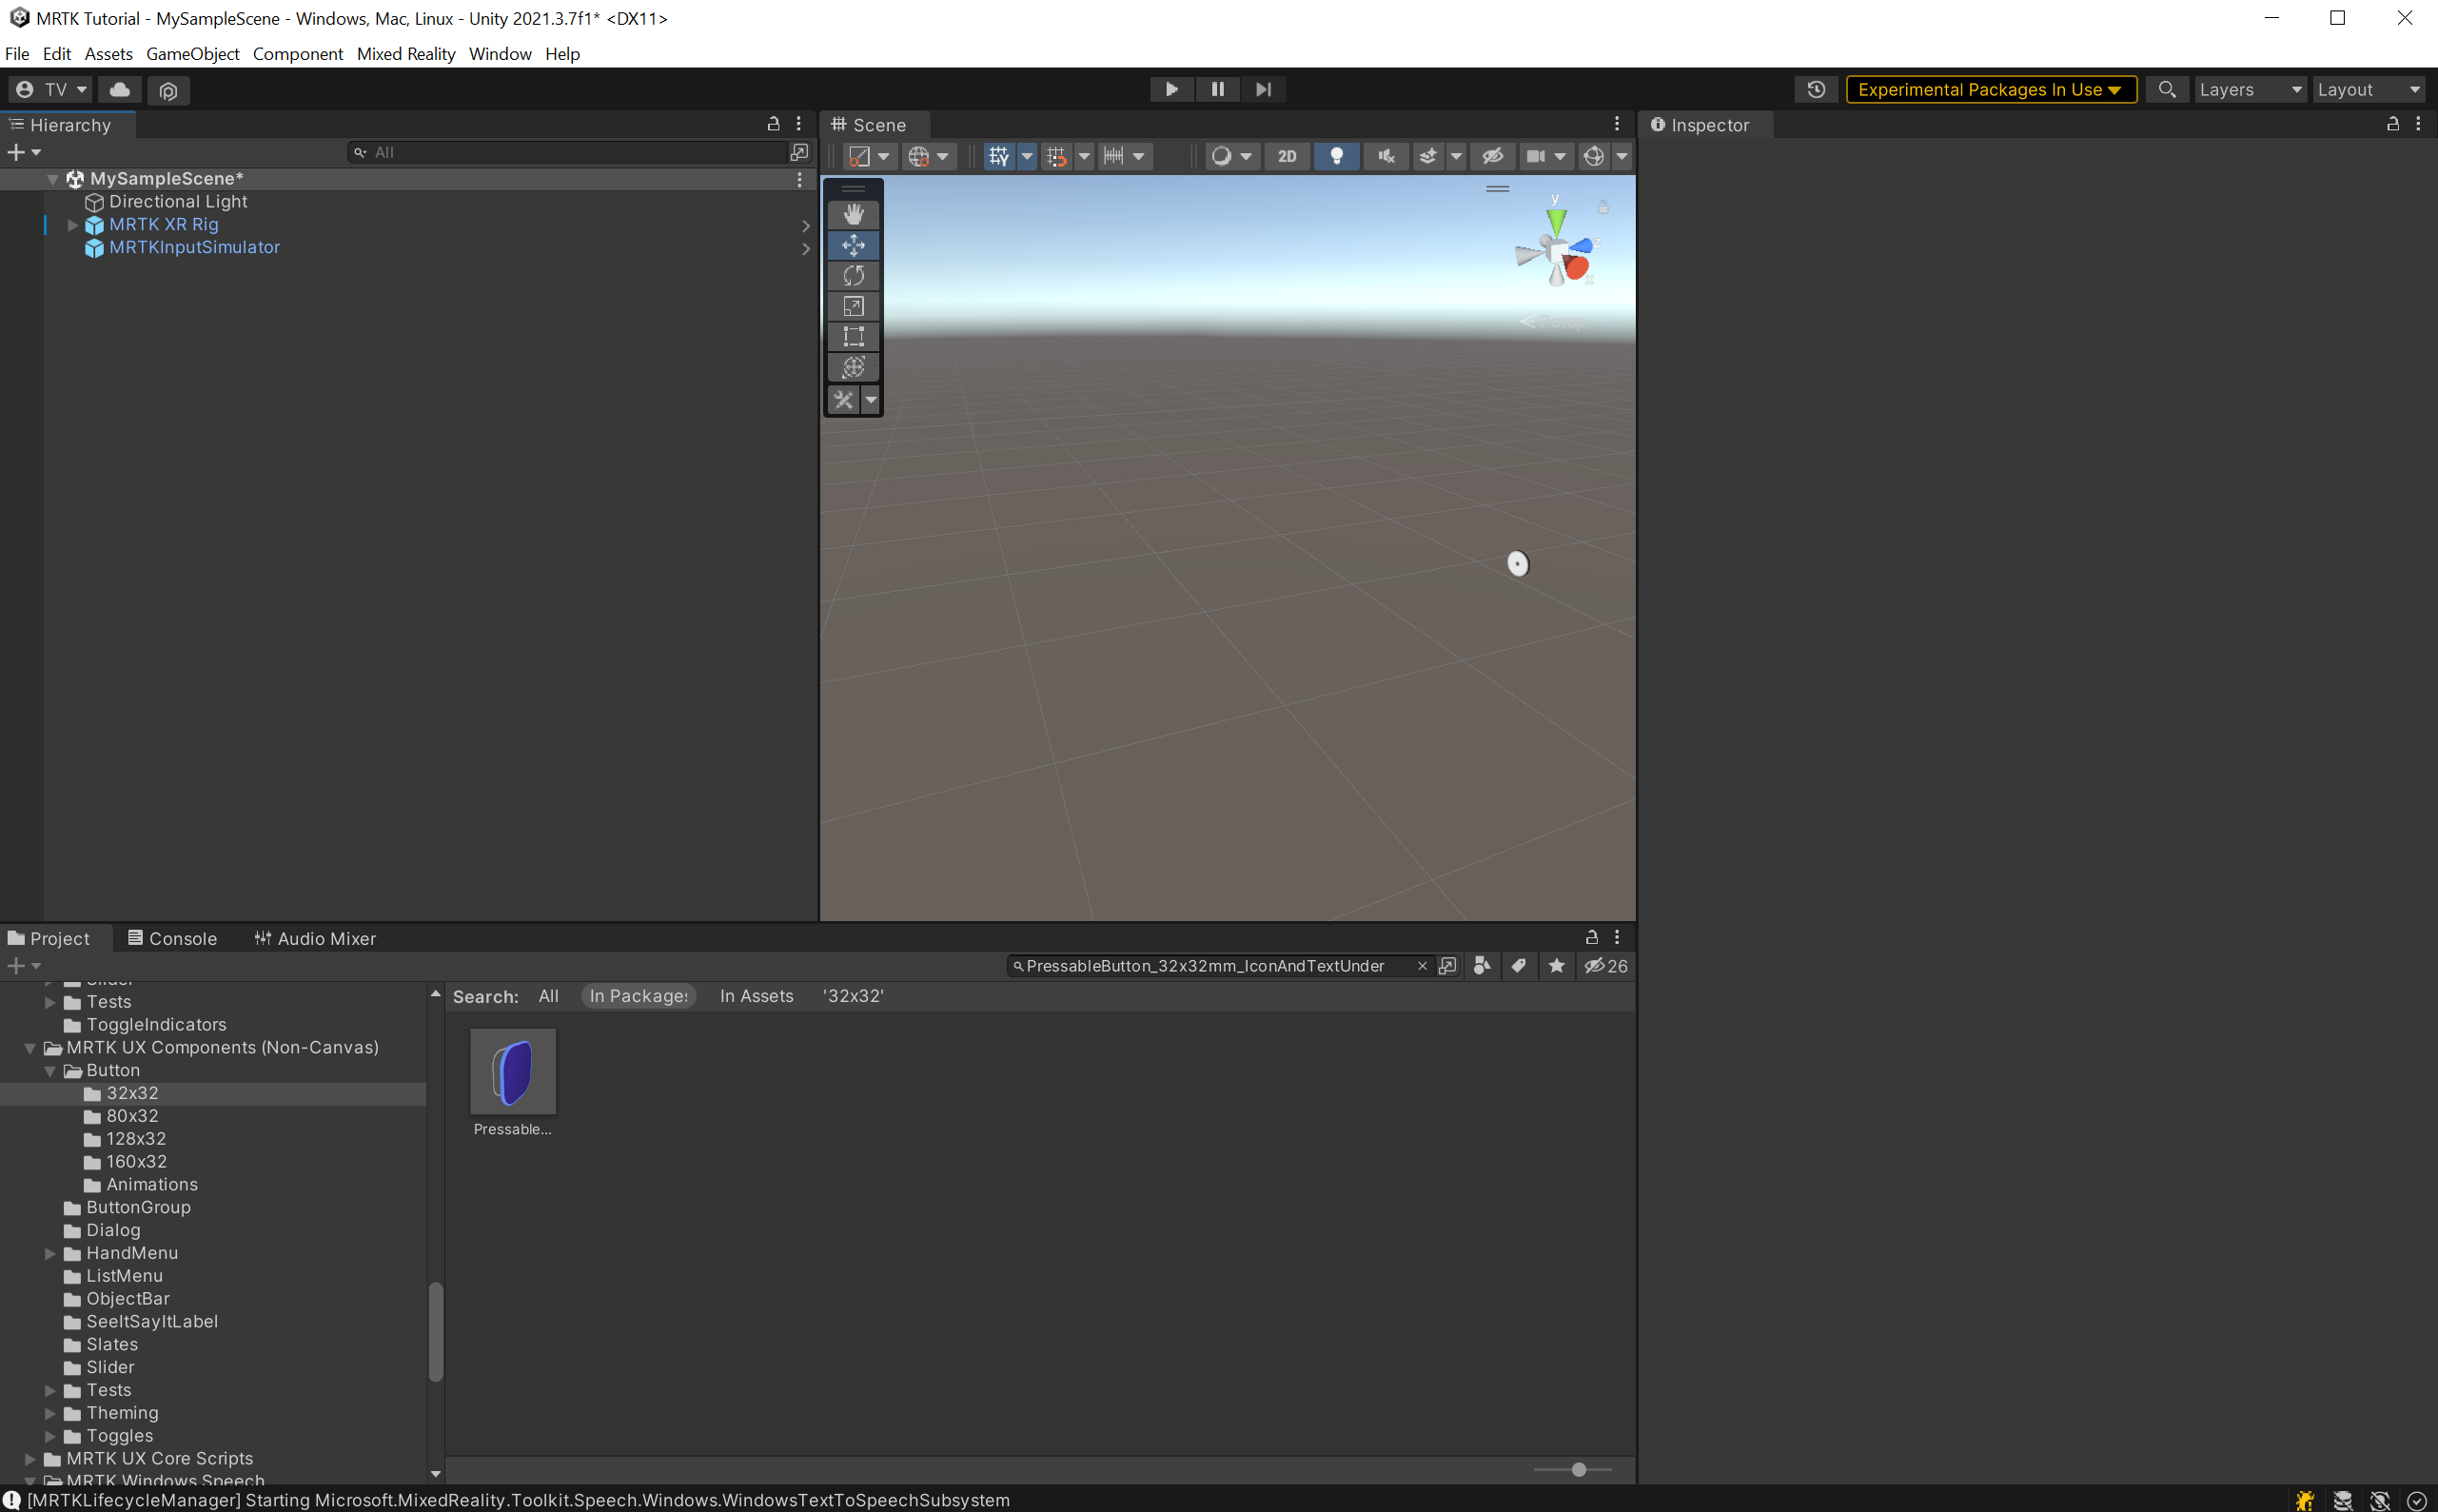 MRTK Tutorial - MySampleScene - Windows, Mac, Linux - Unity 2021.3.7f1* <DX11>
File Edit Assets GameObject Component Mixed Reality Window Help
TV
Experimental Packages In Use
Layers
Layout
Hierarchy
All
MySampleScene*
Directional Light
MRTK XR Rig
MRTKInputSimulator
Scene
2D
y
z
x
Persp
Inspector
Project
Console
Audio Mixer
PressableButton_32x32mm_IconAndTextUnder
26
Slider
Tests
ToggleIndicators
MRTK UX Components (Non-Canvas)
Button
32x32
80x32
128x32
160x32
Animations
ButtonGroup
Dialog
HandMenu
ListMenu
ObjectBar
SeeItSayItLabel
Slates
Slider
Tests
Theming
Toggles
MRTK UX Core Scripts
MRTK Windows Speech
Search: All In Packages In Assets '32x32'
Pressable...
[MRTKLifecycleManager] Starting Microsoft.MixedReality.Toolkit.Speech.Windows.WindowsTextToSpeechSubsystem